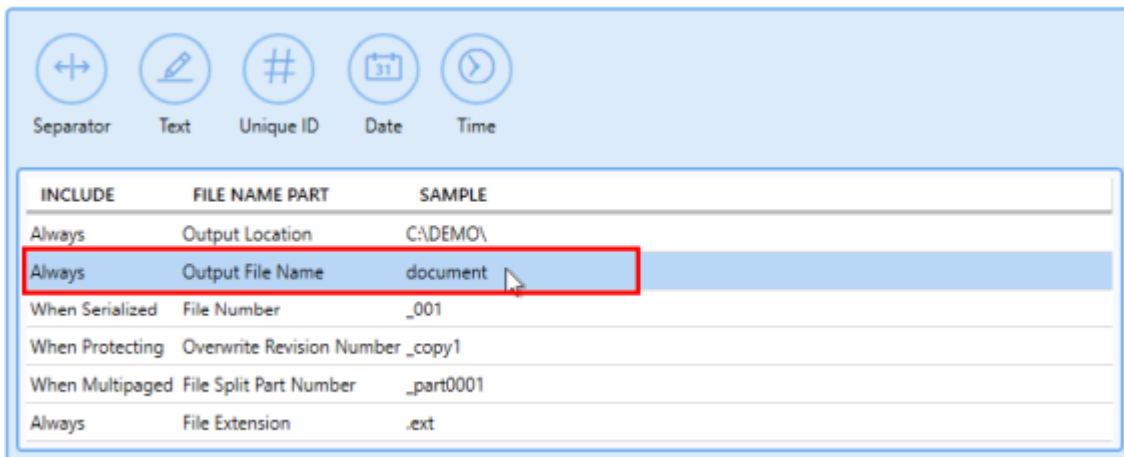 31
Separator Text Unique ID Date Time
INCLUDE FILE NAME PART SAMPLE
Always Output Location C:\DEMO\
Always Output File Name document
When Serialized File Number _001
When Protecting Overwrite Revision Number _copy1
When Multipaged File Split Part Number _part0001
Always File Extension .ext